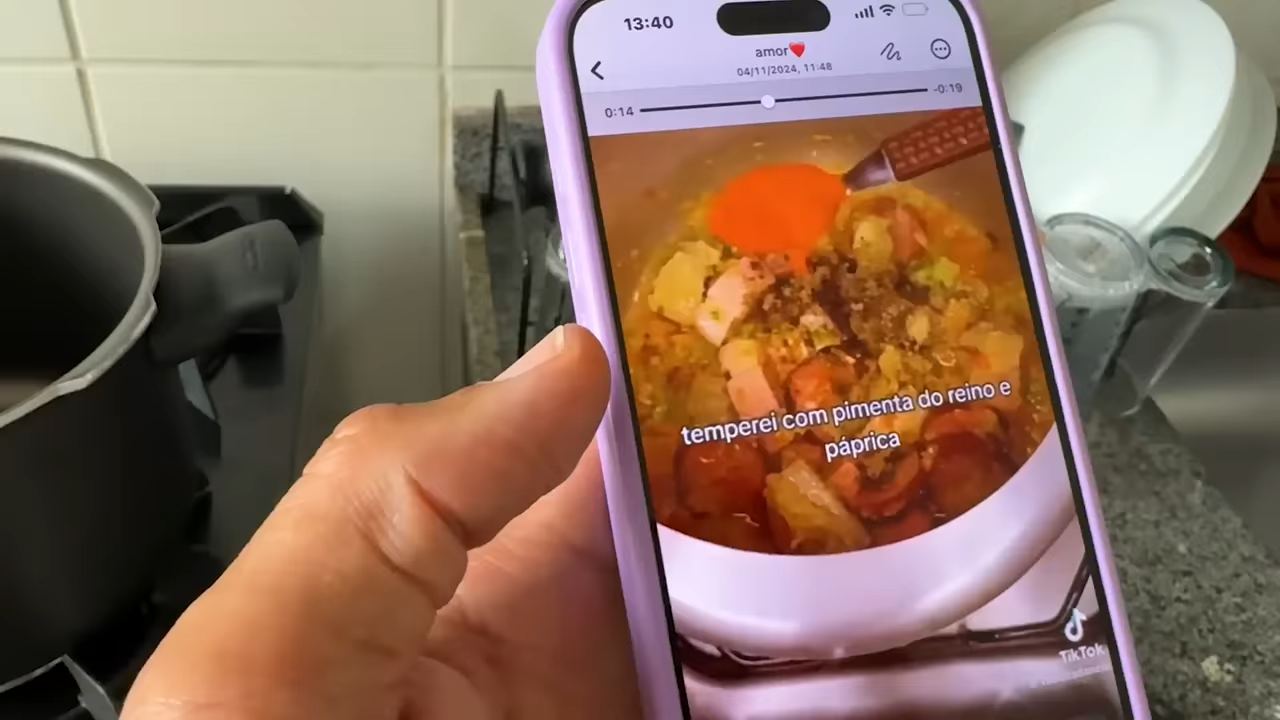 13:40
amor❤️
04/11/2024, 11:48
0:14
-0:19
temperei com pimenta do reino e
páprica
TikTok